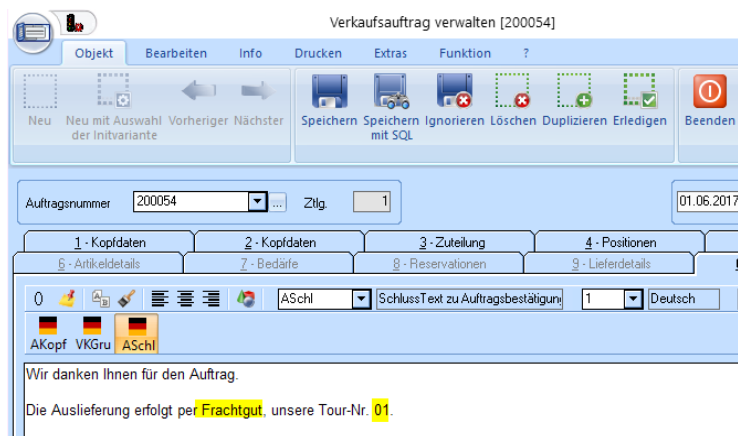 Verkaufsauftrag verwalten [200054]
Objekt Bearbeiten Info Drucken Extras Funktion ?
Neu Neu mit Auswahl der Initvariante Vorheriger Nächster Speichern Speichern mit SQL Ignorieren Löschen Duplizieren Erledigen Beenden
Auftragsnummer 200054 ... Ztlg. 1 01.06.2017
1 - Kopfdaten 2 - Kopfdaten 3 - Zuteilung 4 - Positionen
6 - Artikeldetails 7 - Bedärfe 8 - Reservationen 9 - Lieferdetails
0 ASchl SchlussText zu Auftragsbestätigung 1 Deutsch
AKopf VKGru ASchl
Wir danken Ihnen für den Auftrag.
Die Auslieferung erfolgt per Frachtgut, unsere Tour-Nr. 01.